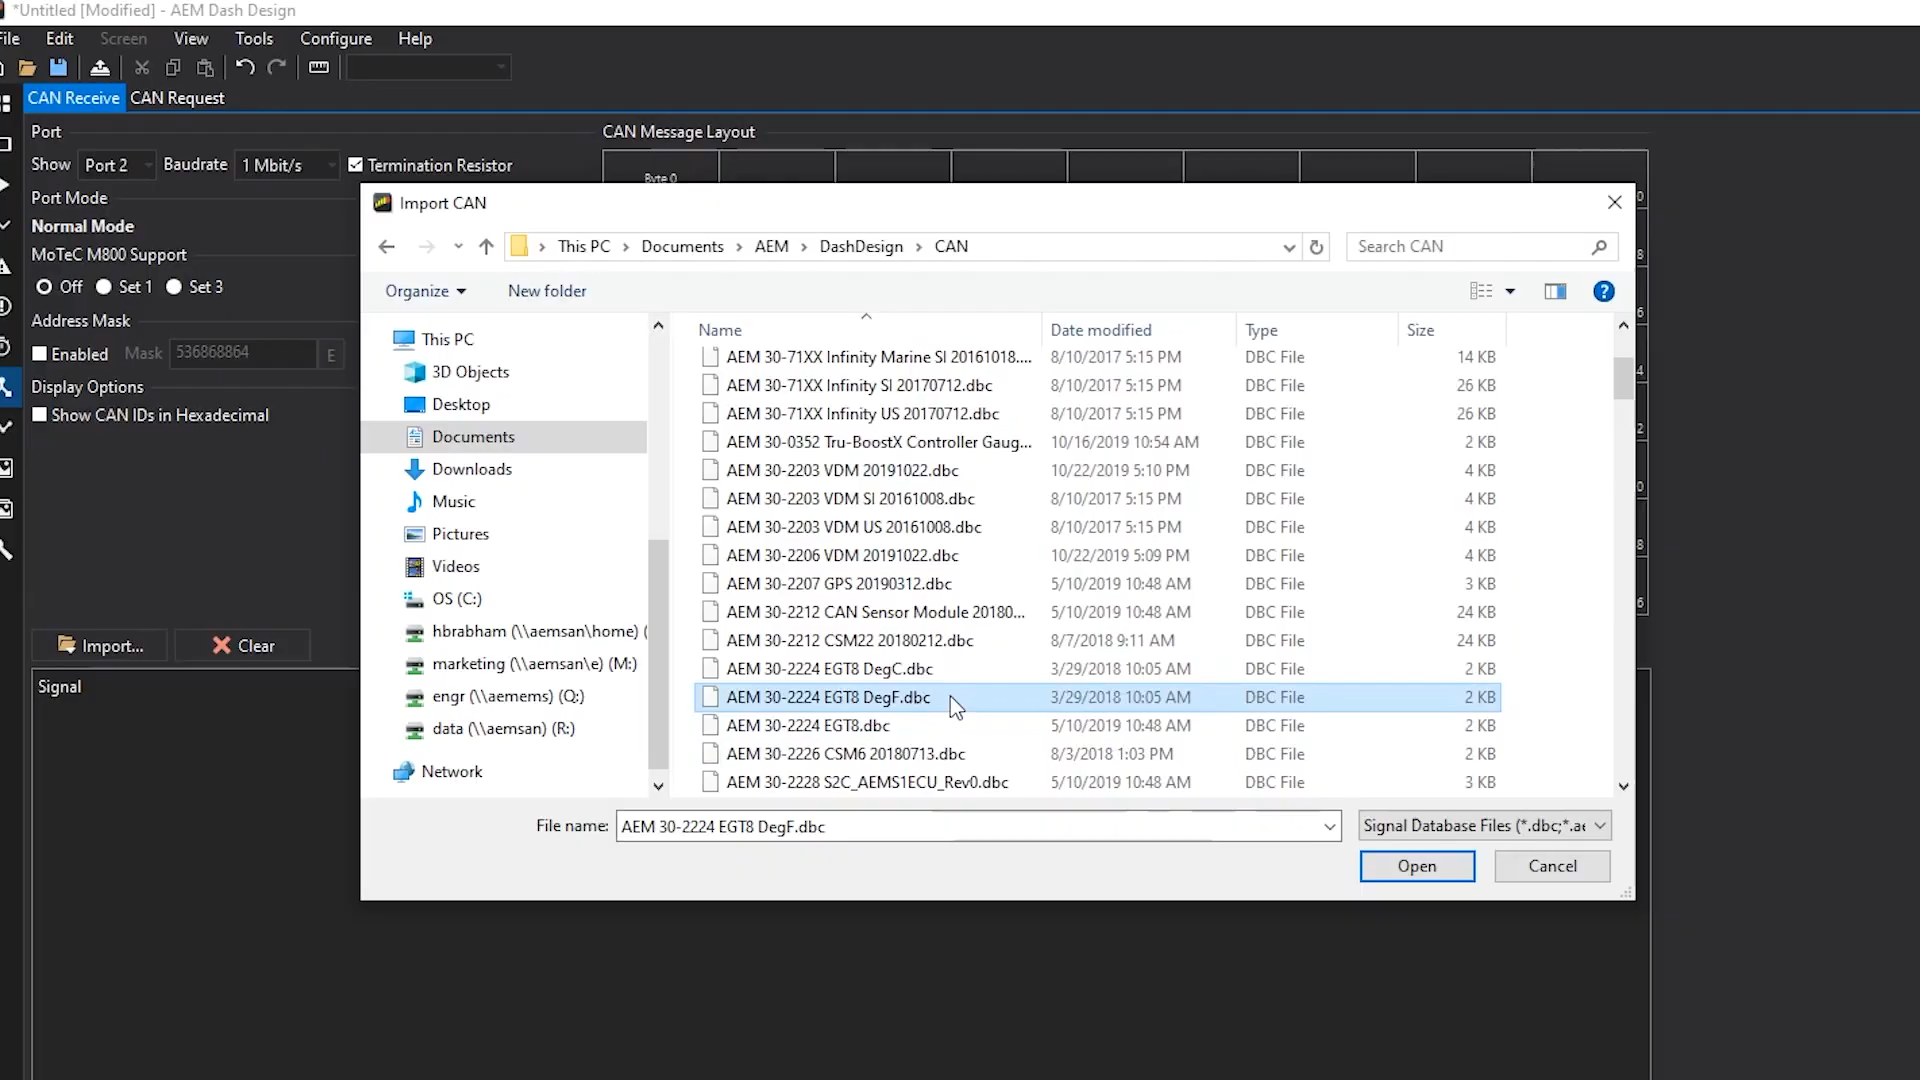 *Untitled [Modified] - AEM Dash Design
File Edit Screen View Tools Configure Help
CAN Receive CAN Request
Port
CAN Message Layout
Show Port 2 Baudrate 1 Mbit/s Termination Resistor
Byte 0
Port Mode
Normal Mode
MoTeC M800 Support
Off Set 1 Set 3
Address Mask
Enabled Mask 536868864 E
Display Options
Show CAN IDs in Hexadecimal
Import... Clear
Signal
Import CAN
This PC Documents AEM DashDesign CAN
Search CAN
Organize New folder
This PC
3D Objects
Desktop
Documents
Downloads
Music
Pictures
Videos
OS (C:)
hbrabham (\\aemsan\home) (
marketing (\\aemsan\e) (M:)
engr (\\aemems) (Q:)
data (\\aemsan) (R:)
Network
Name Date modified Type Size
AEM 30-71XX Infinity Marine SI 20161018.... 8/10/2017 5:15 PM DBC File 14 KB
AEM 30-71XX Infinity SI 20170712.dbc 8/10/2017 5:15 PM DBC File 26 KB
AEM 30-71XX Infinity US 20170712.dbc 8/10/2017 5:15 PM DBC File 26 KB
AEM 30-0352 Tru-BoostX Controller Gaug... 10/16/2019 10:54 AM DBC File 2 KB
AEM 30-2203 VDM 20191022.dbc 10/22/2019 5:10 PM DBC File 4 KB
AEM 30-2203 VDM SI 20161008.dbc 8/10/2017 5:15 PM DBC File 4 KB
AEM 30-2203 VDM US 20161008.dbc 8/10/2017 5:15 PM DBC File 4 KB
AEM 30-2206 VDM 20191022.dbc 10/22/2019 5:09 PM DBC File 4 KB
AEM 30-2207 GPS 20190312.dbc 5/10/2019 10:48 AM DBC File 3 KB
AEM 30-2212 CAN Sensor Module 20180... 5/10/2019 10:48 AM DBC File 24 KB
AEM 30-2212 CSM22 20180212.dbc 8/7/2018 9:11 AM DBC File 24 KB
AEM 30-2224 EGT8 DegC.dbc 3/29/2018 10:05 AM DBC File 2 KB
AEM 30-2224 EGT8 DegF.dbc 3/29/2018 10:05 AM DBC File 2 KB
AEM 30-2224 EGT8.dbc 5/10/2019 10:48 AM DBC File 2 KB
AEM 30-2226 CSM6 20180713.dbc 8/3/2018 1:03 PM DBC File 2 KB
AEM 30-2228 S2C_AEMS1ECU_Rev0.dbc 5/10/2019 10:48 AM DBC File 3 KB
File name: AEM 30-2224 EGT8 DegF.dbc Signal Database Files (*.dbc;*.ae
Open Cancel
0
8
6
4
2
0
8
6